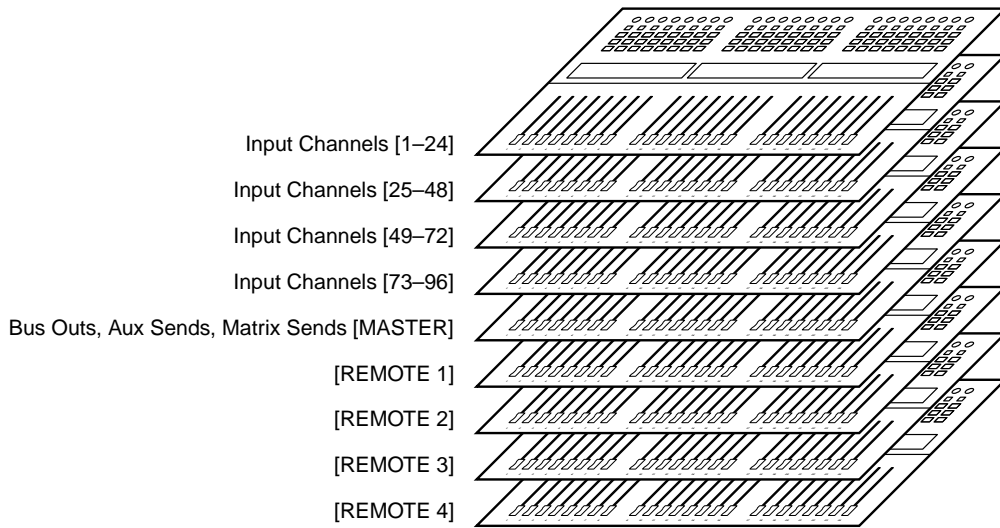 Input Channels [1–24]
Input Channels [25–48]
Input Channels [49–72]
Input Channels [73–96]
Bus Outs, Aux Sends, Matrix Sends [MASTER]
[REMOTE 1]
[REMOTE 2]
[REMOTE 3]
[REMOTE 4]